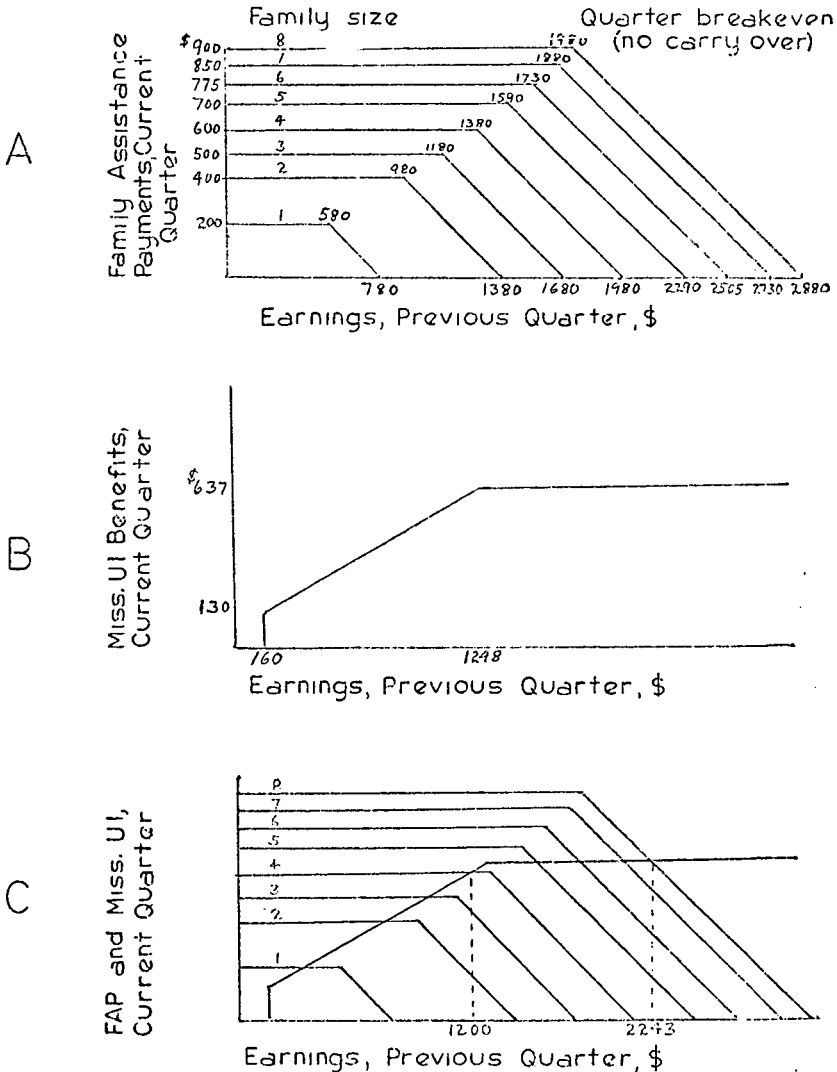 A
Family Assistance
Payments, Current
Quarter
Family size
Quarter breakeven
(no carry over)
$900
8
1980
850
7
1880
775
6
1730
700
5
1590
600
4
1380
500
3
1180
400
2
980
200
1
580
780
1380
1680
1980
2290
2505
2730
2880
Earnings, Previous Quarter, $
B
Miss. UI Benefits,
Current Quarter
$637
130
160
1248
Earnings, Previous Quarter, $
C
FAP and Miss. UI,
Current Quarter
8
7
6
5
4
3
2
1
1200
2243
Earnings, Previous Quarter, $